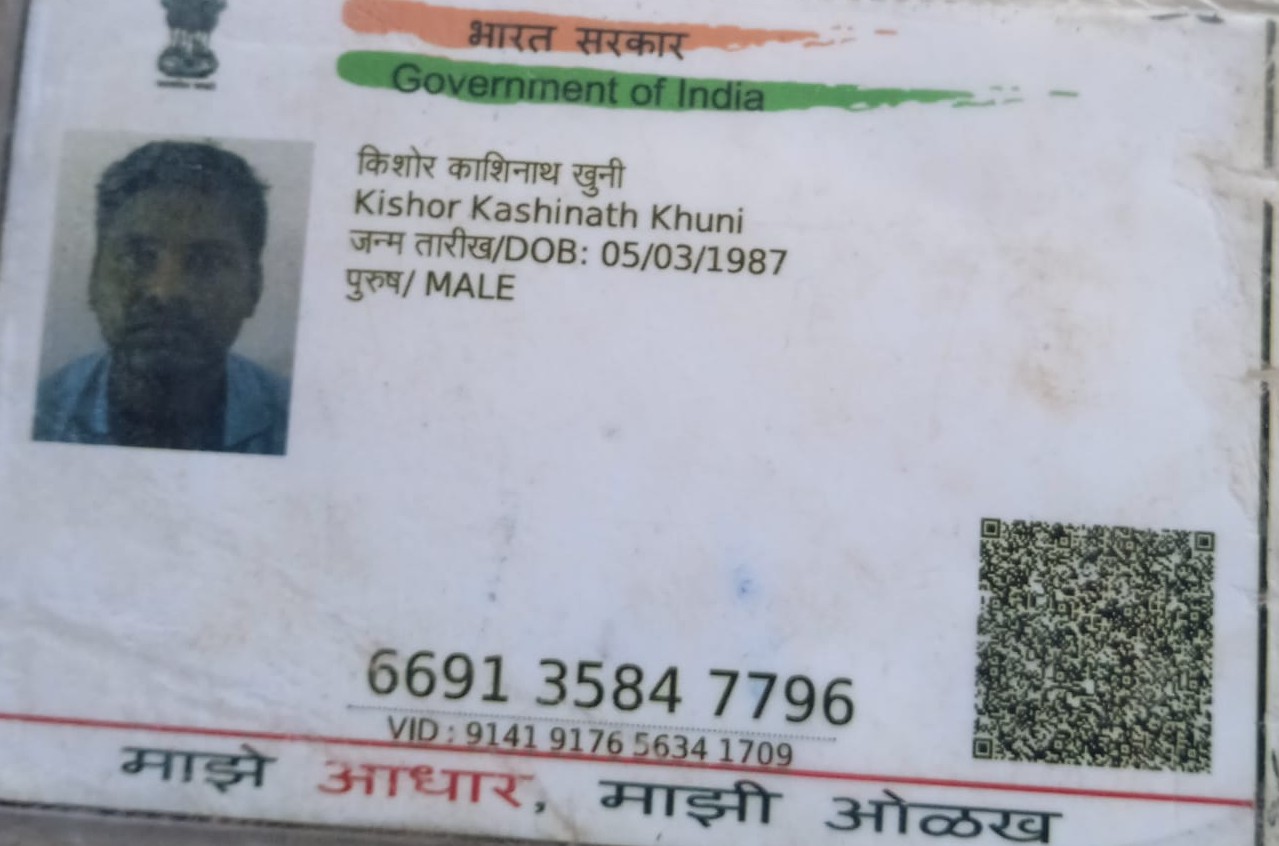 भारत सरकार
Government of India
किशोर काशिनाथ खुनी
Kishor Kashinath Khuni
जन्म तारीख/DOB: 05/03/1987
पुरुष/ MALE
6691 3584 7796
VID : 9141 9176 5634 1709
माझे आधार, माझी ओळख